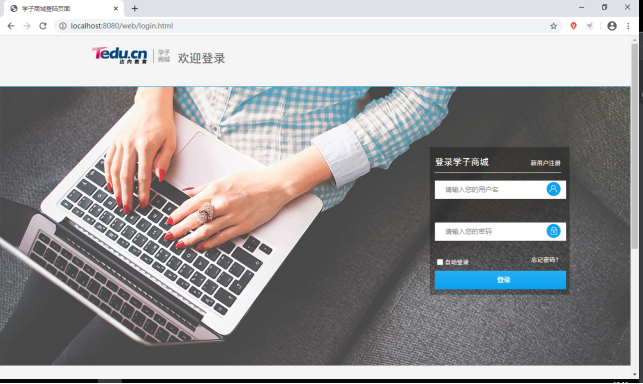 学子商城登陆页面
localhost:8080/web/login.html
Tedu.cn
达内教育
学子
商城
欢迎登录
登录学子商城
新用户注册
请输入您的用户名
请输入您的密码
自动登录
忘记密码?
登录